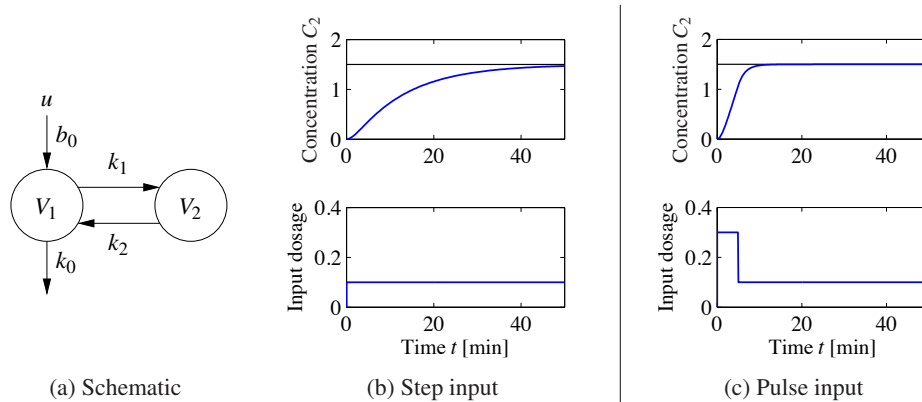 u
b₀
k₁
V₁
V₂
k₂
k₀
(a) Schematic
Concentration C₂
2
1
0
0
20
40
Input dosage
0.4
0.2
0
0
20
40
Time t [min]
(b) Step input
Concentration C₂
2
1
0
0
20
40
Input dosage
0.4
0.2
0
0
20
40
Time t [min]
(c) Pulse input